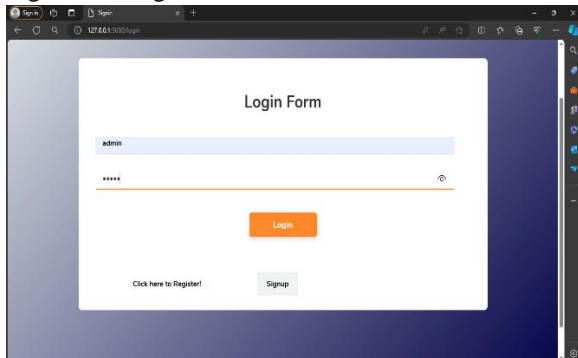 Sign in
Signin
127.0.0.1:5000/login
Login Form
admin
Login
Click here to Register!
Signup